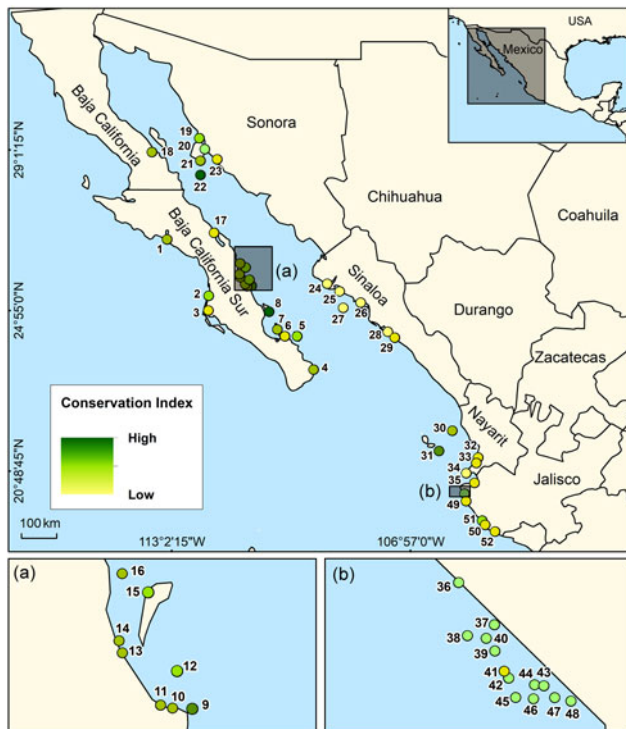 USA
Mexico
Baja California
Sonora
Chihuahua
Coahuila
29°1'15"
19
20
21
22
23
18
17
1
Baja California Sur
(a)
Sinaloa
Durango
24
25
26
27
28
29
24°55'0"
2
3
8
7
6
5
4
Zacatecas
Nayarit
Conservation Index
High
Low
30
31
32
33
34
35
Jalisco
20°48'45"
(b)
49
51
50
52
100 km
113°2'15"W
106°57'0"W
(a)
16
15
14
13
12
11
10
9
(b)
36
37
38
40
39
41
42
44
43
45
46
47
48